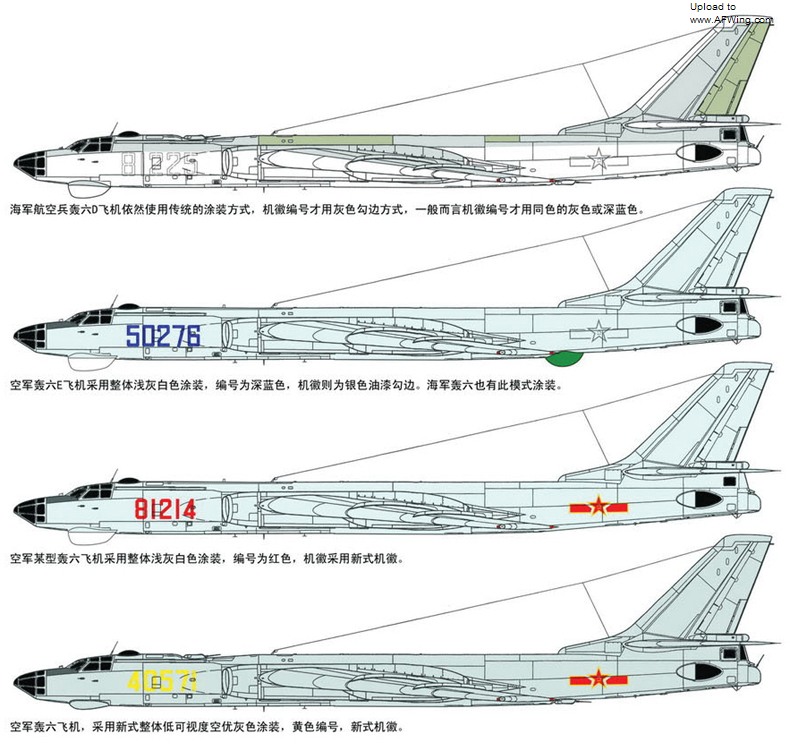 Upload to
www.AFWing.com
海军航空兵轰六D飞机依然使用传统的涂装方式，机徽编号才用灰色勾边方式，一般而言机徽编号才用同色的灰色或深蓝色。
50276
空军轰六E飞机采用整体浅灰白色涂装，编号为深蓝色，机徽则为银色油漆勾边。海军轰六也有此模式涂装。
81214
空军某型轰六飞机采用整体浅灰白色涂装，编号为红色，机徽采用新式机徽。
40571
空军轰六飞机，采用新式整体低可视度空优灰色涂装，黄色编号，新式机徽。